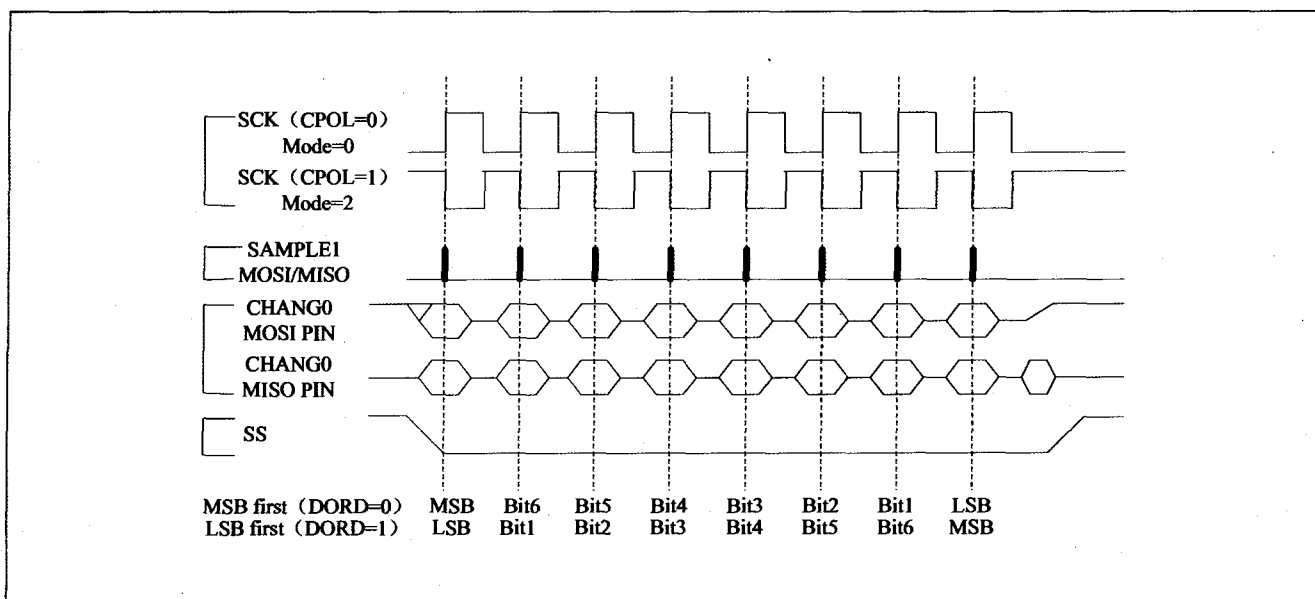 SCK（CPOL=0）
Mode=0
SCK（CPOL=1）
Mode=2
SAMPLE1
MOSI/MISO
CHANG0
MOSI PIN
CHANG0
MISO PIN
SS
MSB first（DORD=0） MSB Bit6 Bit5 Bit4 Bit3 Bit2 Bit1 LSB
LSB first（DORD=1） LSB Bit1 Bit2 Bit3 Bit4 Bit5 Bit6 MSB